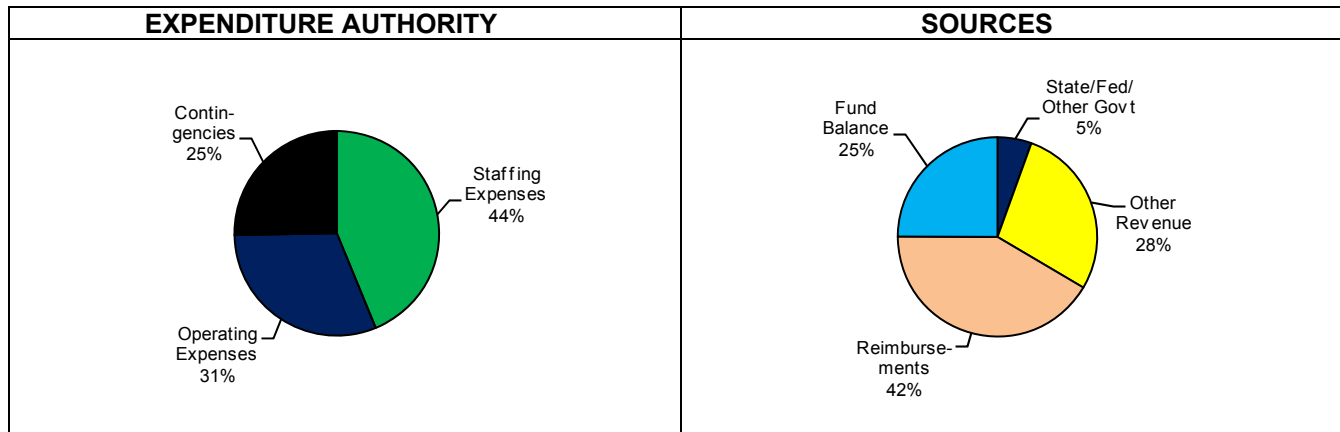 EXPENDITURE AUTHORITY
Contin-
gencies
25%
Staffing
Expenses
44%
Operating
Expenses
31%
SOURCES
State/Fed/
Other Govt
5%
Fund
Balance
25%
Other
Revenue
28%
Reimburse-
ments
42%